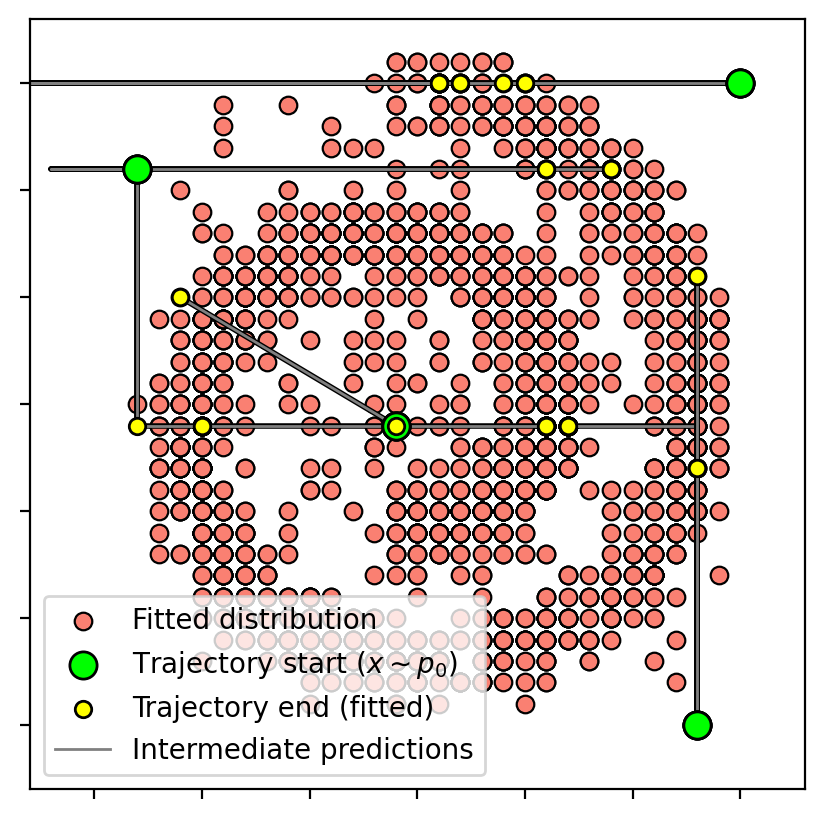 Fitted distribution
Trajectory start (x ~ p₀)
Trajectory end (fitted)
Intermediate predictions